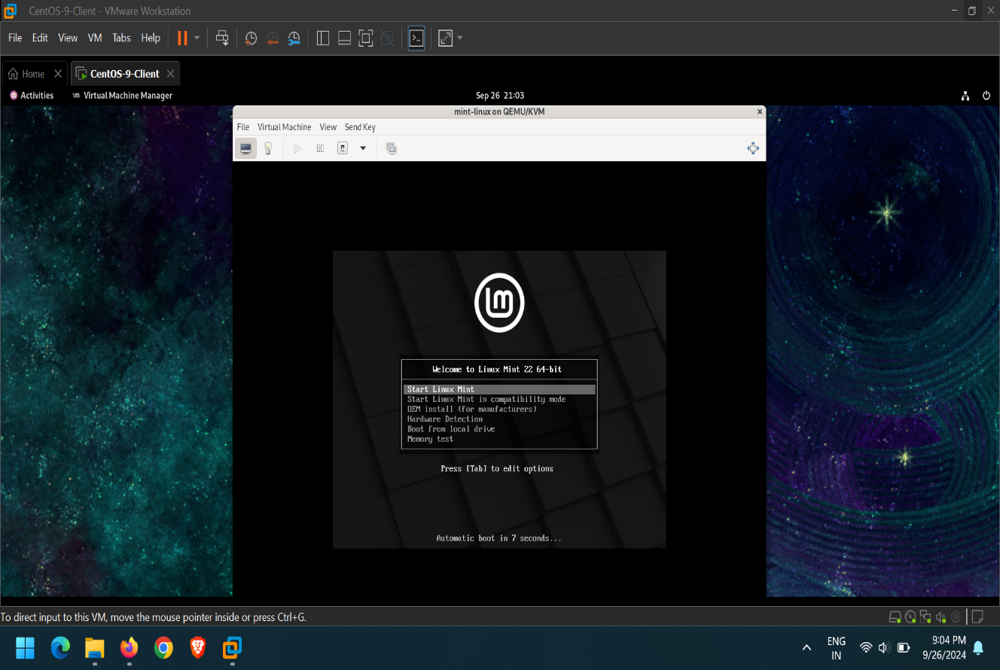 CentOS-9-Client - VMware Workstation
File Edit View VM Tabs Help
Home CentOS-9-Client
Activities Virtual Machine Manager Sep 26 21:03
mint-linux on QEMU/KVM
File Virtual Machine View Send Key
lm
Welcome to Linux Mint 22 64-bit
Start Linux Mint
Start Linux Mint in compatibility mode
OEM install (for manufacturers)
Hardware Detection
Boot from local drive
Memory test
Press [Tab] to edit options
Automatic boot in 7 seconds...
To direct input to this VM, move the mouse pointer inside or press Ctrl+G.
ENG
IN
9:04 PM
9/26/2024